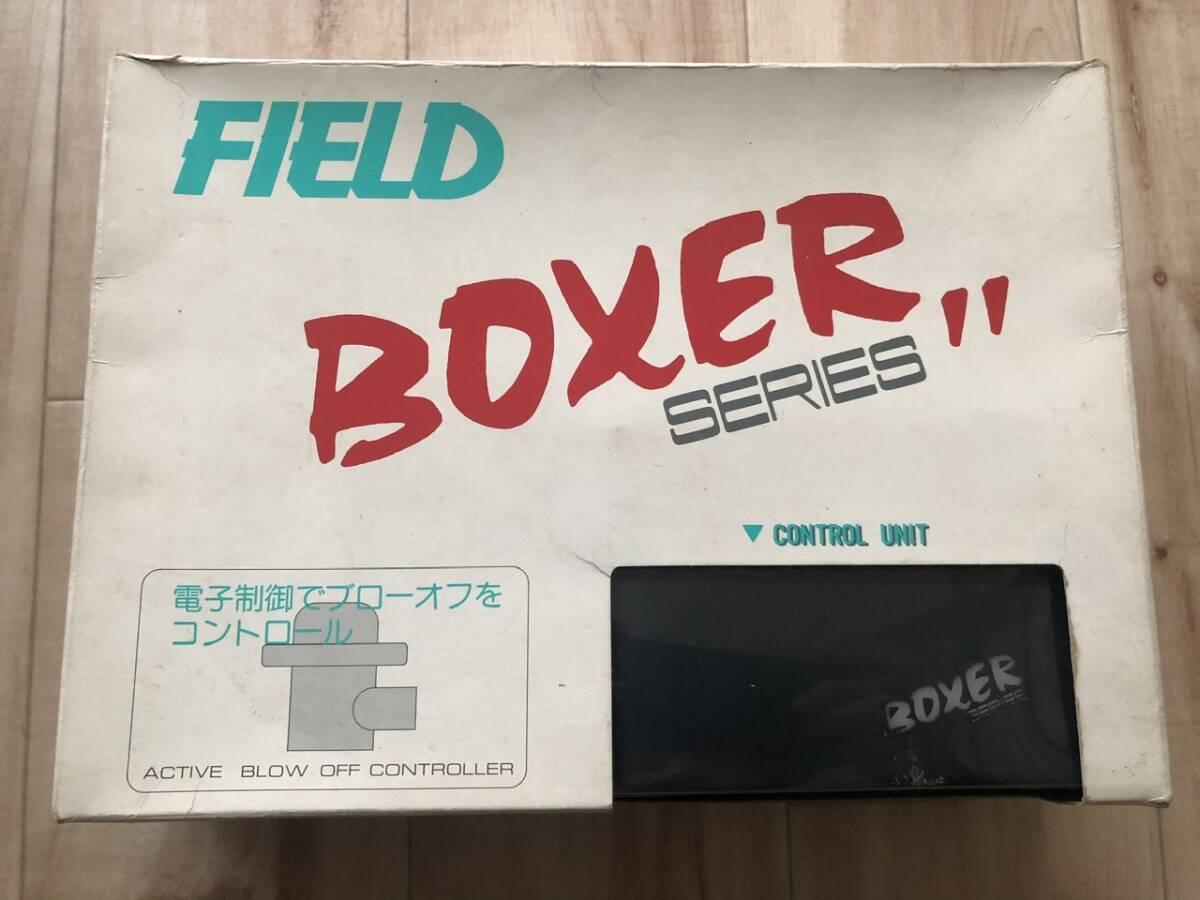 FIELD
BOXER"
SERIES
▼ CONTROL UNIT
電子制御でブローオフを
コントロール
ACTIVE BLOW OFF CONTROLLER
BOXER
SERIES